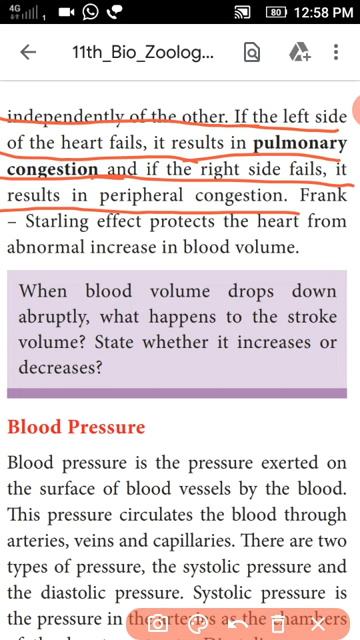 4G
80
12:58 PM
11th_Bio_Zoolog...
independently of the other. If the left side
of the heart fails, it results in pulmonary
congestion and if the right side fails, it
results in peripheral congestion. Frank
– Starling effect protects the heart from
abnormal increase in blood volume.
When blood volume drops down
abruptly, what happens to the stroke
volume? State whether it increases or
decreases?
Blood Pressure
Blood pressure is the pressure exerted on
the surface of blood vessels by the blood.
This pressure circulates the blood through
arteries, veins and capillaries. There are two
types of pressure, the systolic pressure and
the diastolic pressure. Systolic pressure is
the pressure in the arteries as the chambers